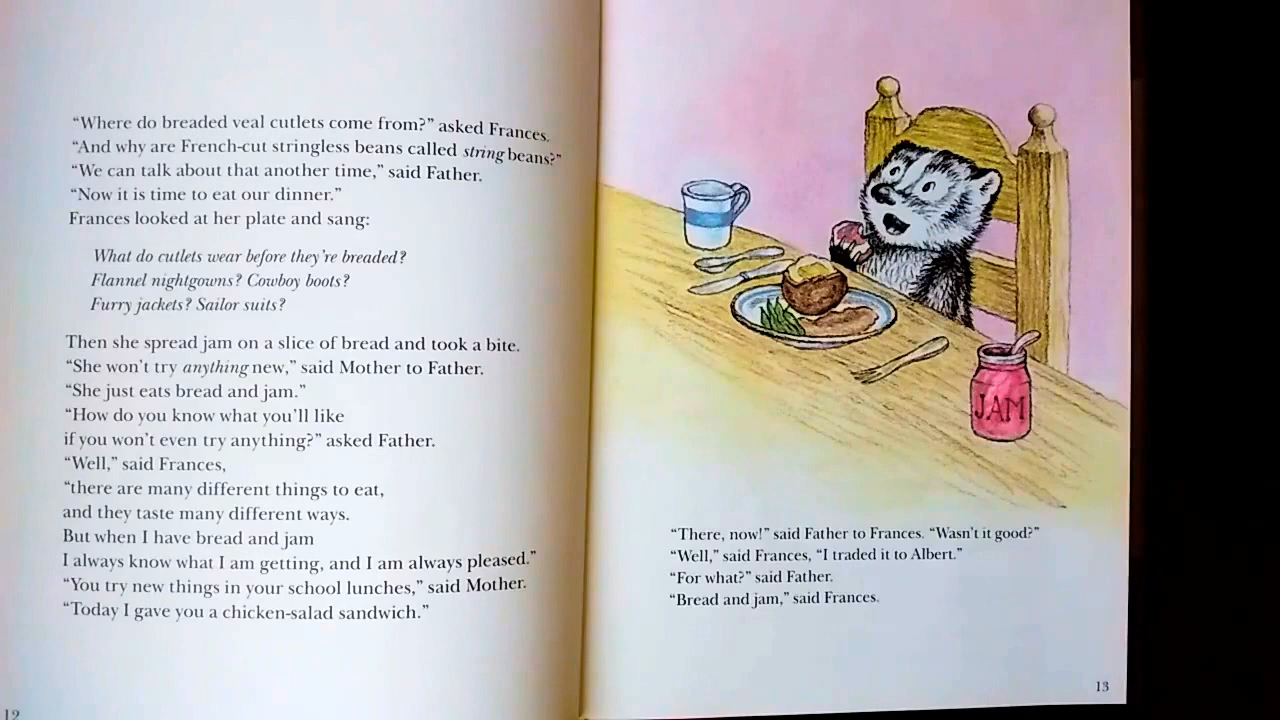 “Where do breaded veal cutlets come from?” asked Frances.
“And why are French-cut stringless beans called string beans?”
“We can talk about that another time,” said Father.
“Now it is time to eat our dinner.”
Frances looked at her plate and sang:
What do cutlets wear before they’re breaded?
Flannel nightgowns? Cowboy boots?
Furry jackets? Sailor suits?
Then she spread jam on a slice of bread and took a bite.
“She won’t try anything new,” said Mother to Father.
“She just eats bread and jam.”
“How do you know what you’ll like
if you won’t even try anything?” asked Father.
“Well,” said Frances,
“there are many different things to eat,
and they taste many different ways.
But when I have bread and jam
I always know what I am getting, and I am always pleased.”
“You try new things in your school lunches,” said Mother.
“Today I gave you a chicken-salad sandwich.”
12
JAM
“There, now!” said Father to Frances. “Wasn’t it good?”
“Well,” said Frances, “I traded it to Albert.”
“For what?” said Father.
“Bread and jam,” said Frances.
13